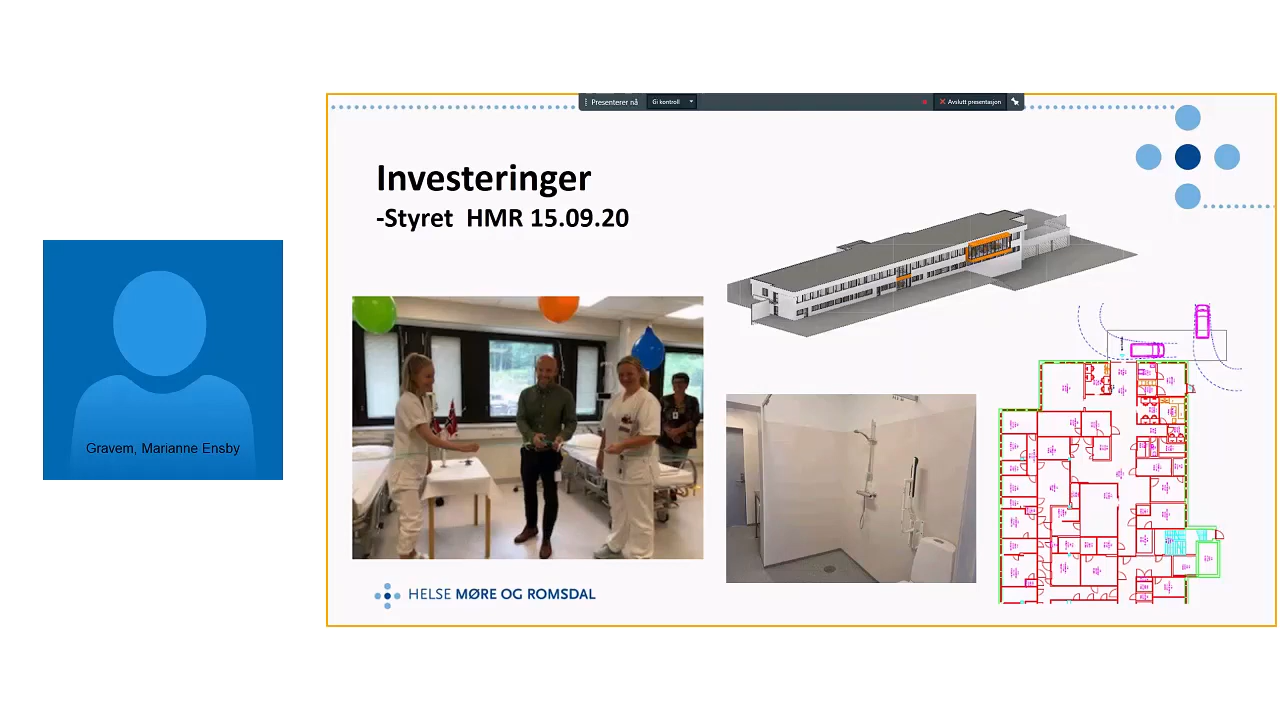 Presenterer nå
Gi kontroll
Avslutt presentasjon
Investeringer
-Styret HMR 15.09.20
Gravem, Marianne Ensby
HELSE MØRE OG ROMSDAL